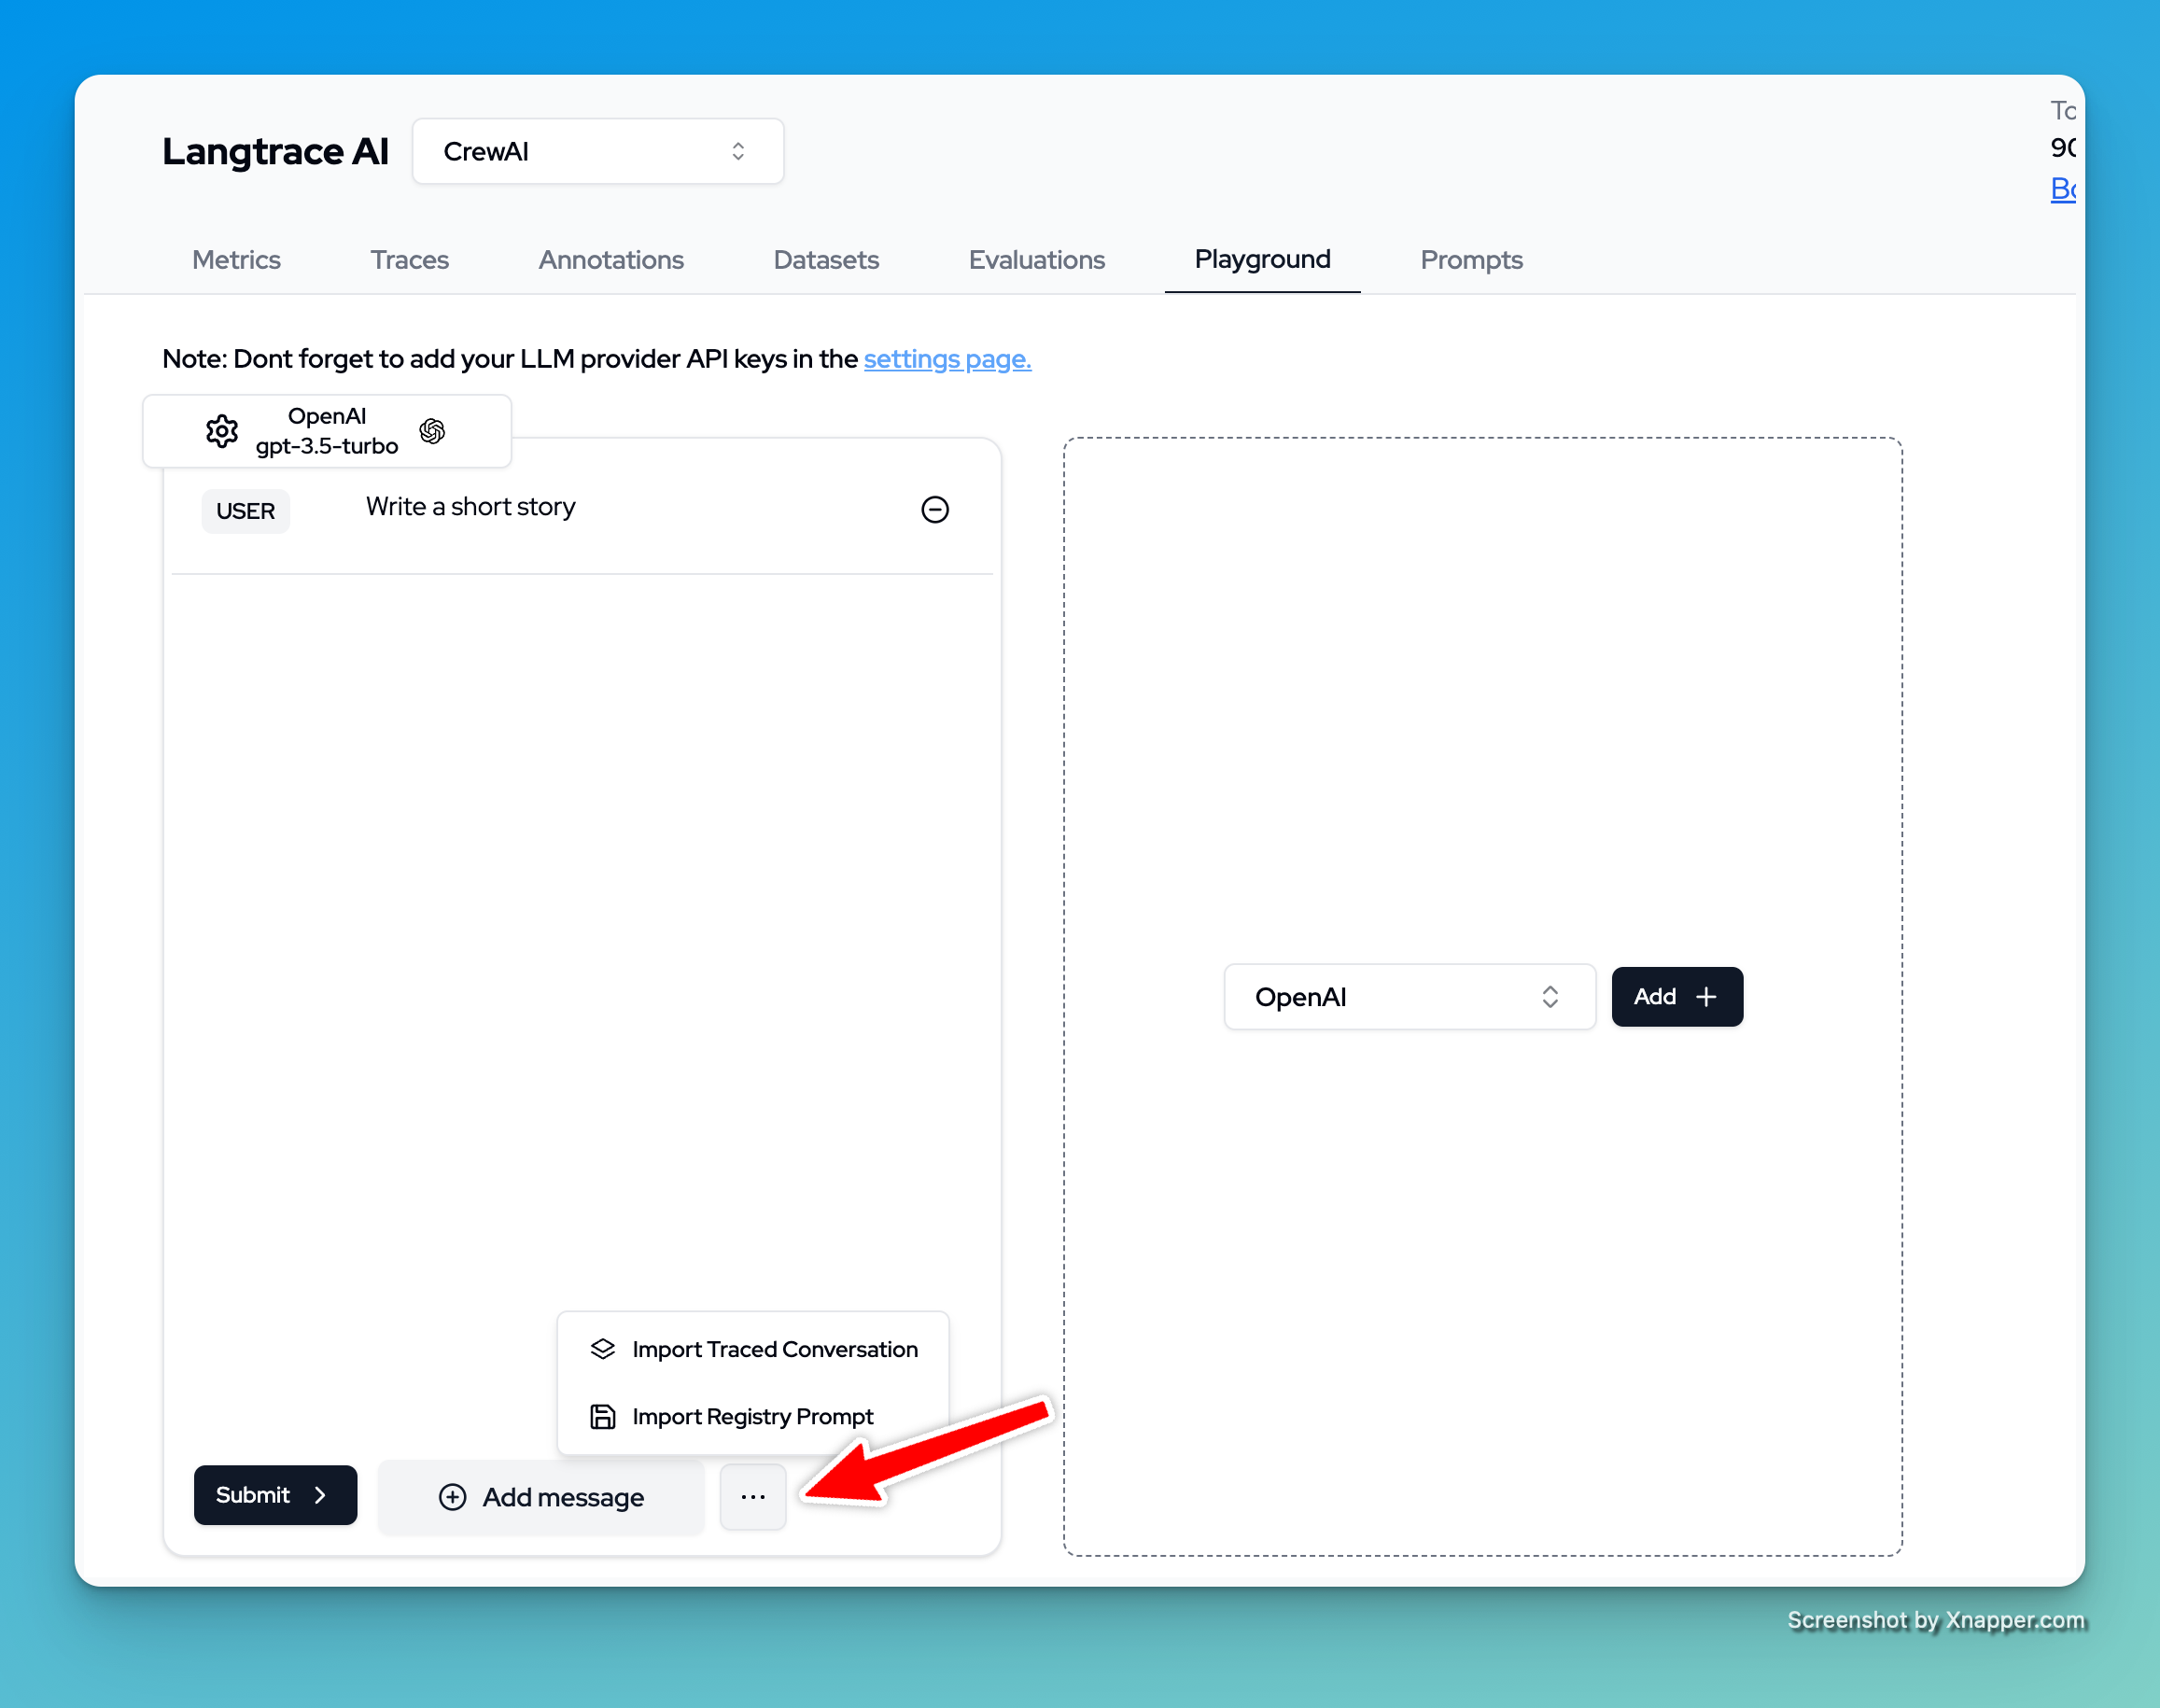 Langtrace AI
CrewAI
To
90
Metrics
Traces
Annotations
Datasets
Evaluations
Playground
Prompts
Note: Dont forget to add your LLM provider API keys in the settings page.
OpenAI
gpt-3.5-turbo
USER
Write a short story
OpenAI
Add
Import Traced Conversation
Import Registry Prompt
Submit
Add message
Screenshot by Xnapper.com